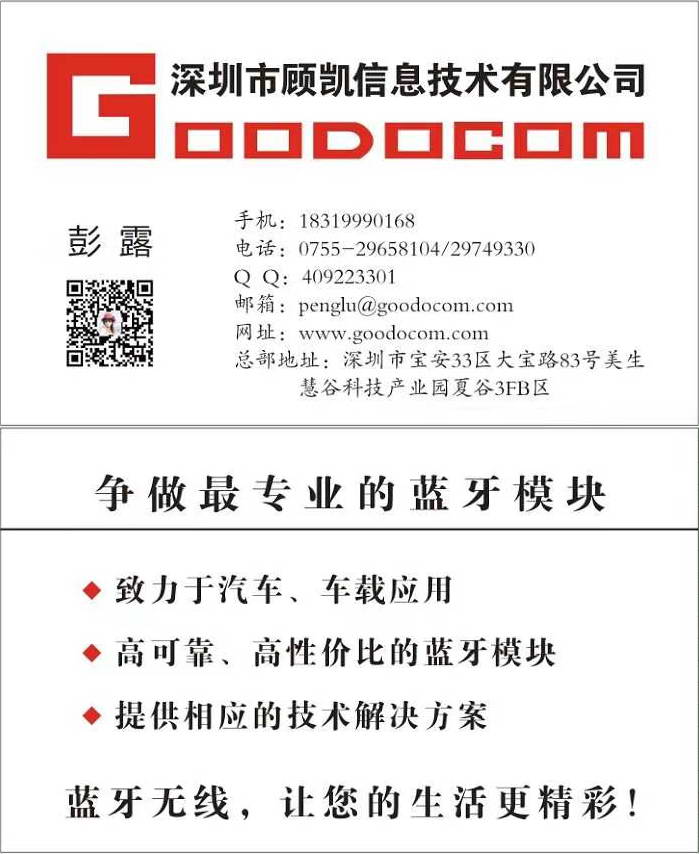 深圳市顾凯信息技术有限公司
GOODOCOM
彭露
手机：18319990168
电话：0755-29658104/29749330
Q Q：409223301
邮箱：penglu@goodocom.com
网址：www.goodocom.com
总部地址：深圳市宝安33区大宝路83号美生
慧谷科技产业园夏谷3FB区
争做最专业的蓝牙模块
致力于汽车、车载应用
高可靠、高性价比的蓝牙模块
提供相应的技术解决方案
蓝牙无线，让您的生活更精彩！